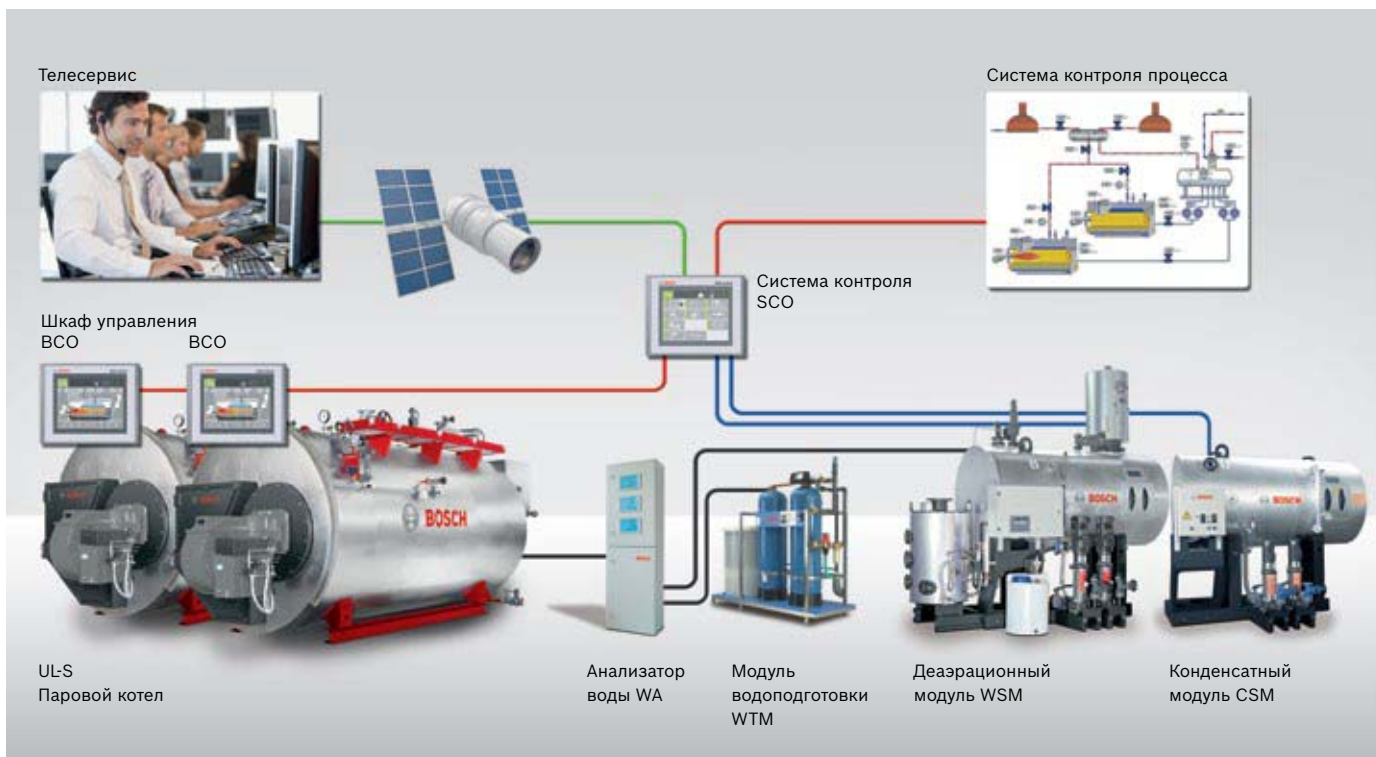 Телесервис
Система контроля процесса
Система контроля
SCO
Шкаф управления
BCO
BCO
BOSCH
BOSCH
BOSCH
UL-S
Паровой котел
Анализатор
воды WA
Модуль
водоподготовки
WTM
Деаэрационный
модуль WSM
Конденсатный
модуль CSM